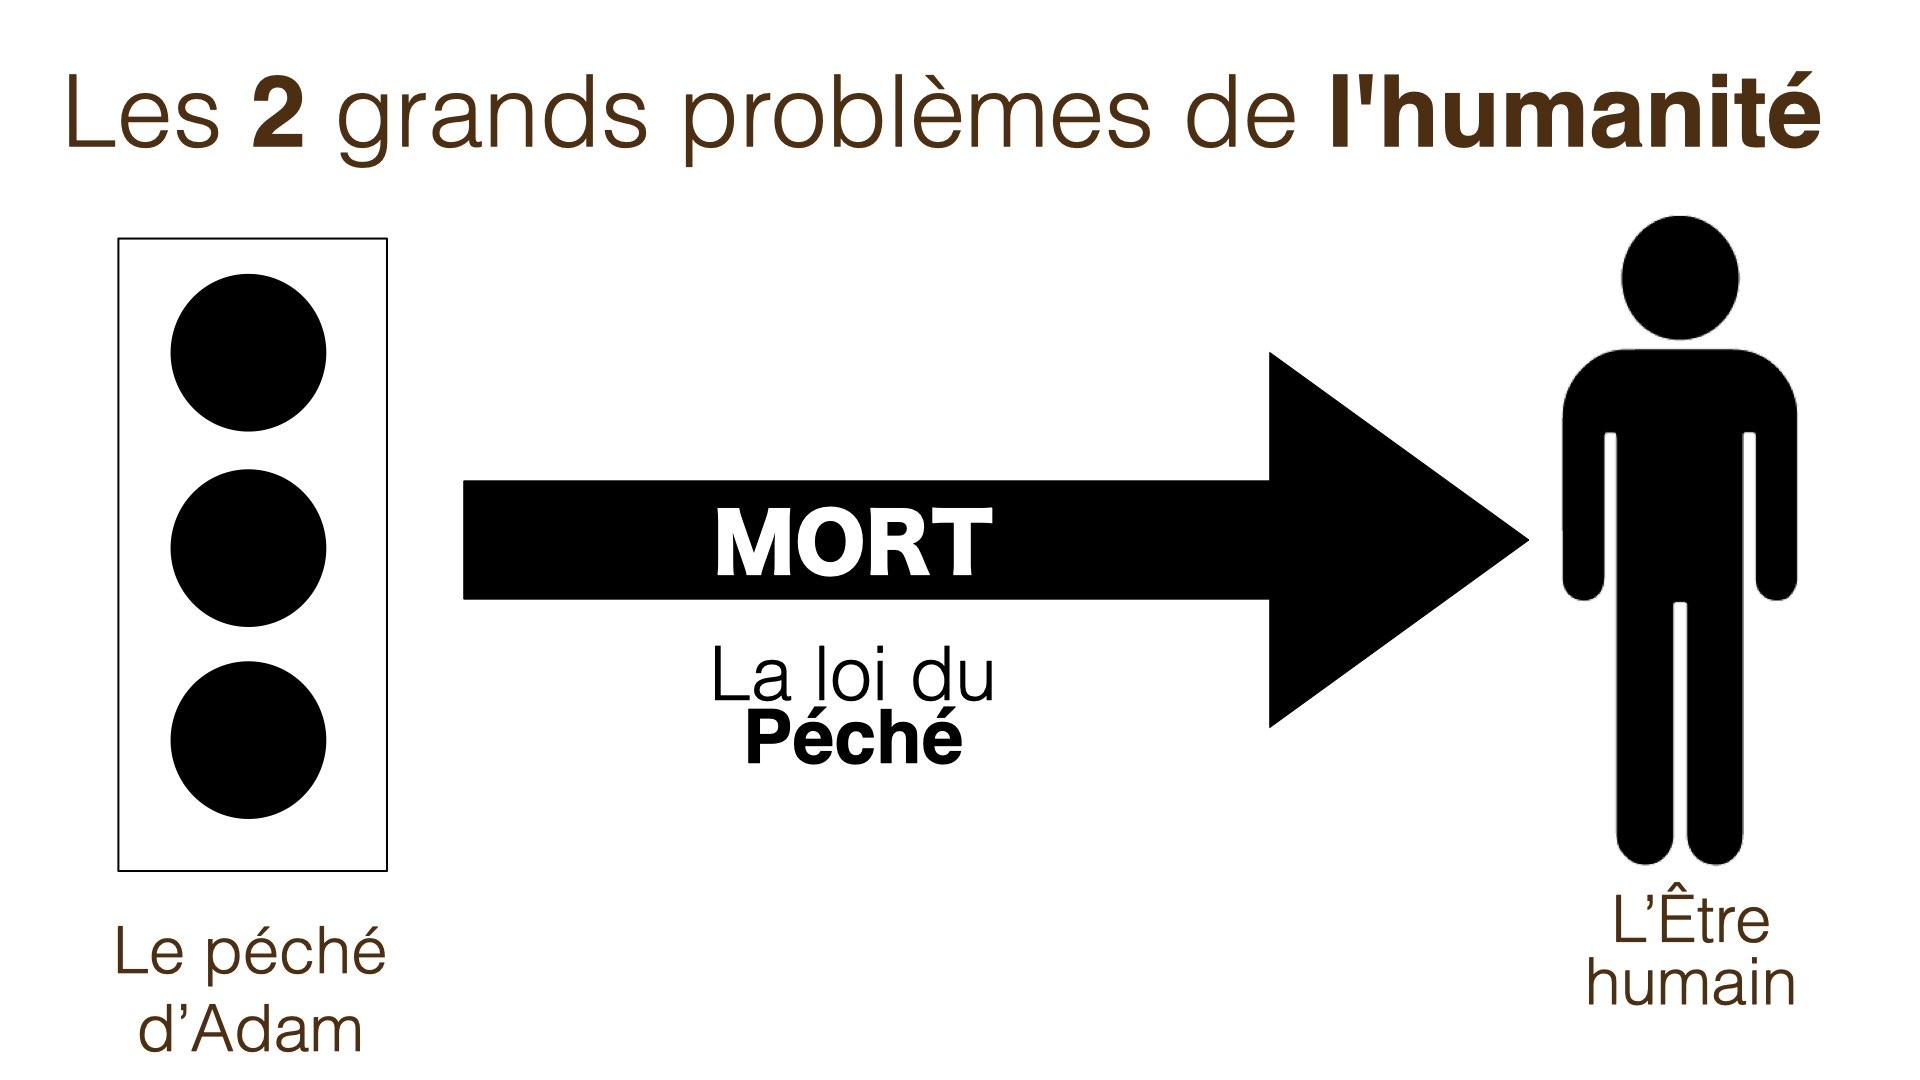 Les 2 grands problèmes de l'humanité
MORT
La loi du
Péché
Le péché
d’Adam
L’Être
humain